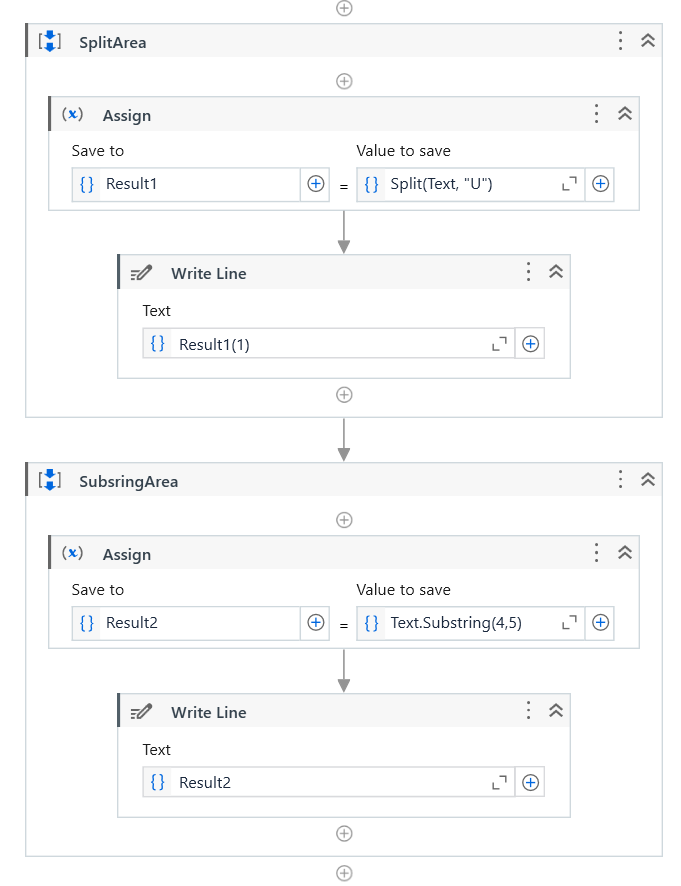 SplitArea
Assign
Save to
Value to save
{} Result1
=
{} Split(Text, "U")
Write Line
Text
{} Result1(1)
SubsringArea
Assign
Save to
Value to save
{} Result2
=
{} Text.Substring(4,5)
Write Line
Text
{} Result2